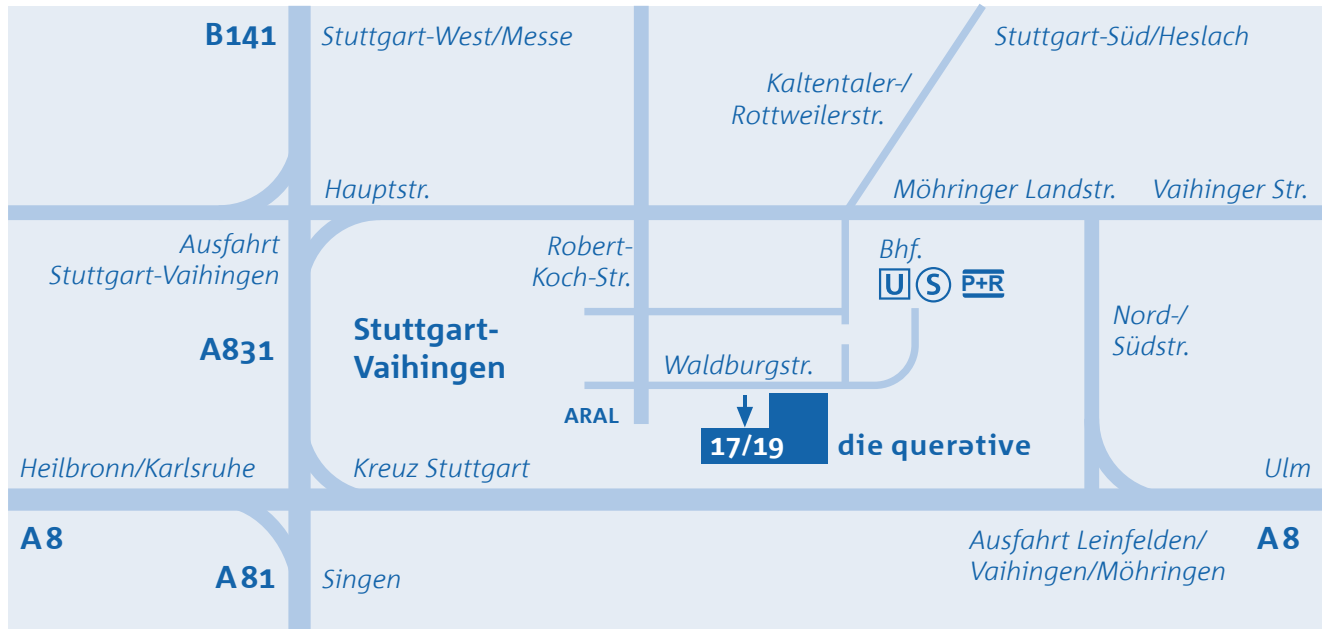 B141
Stuttgart-West/Messe
Stuttgart-Süd/Heslach
Kaltentaler-/
Rottweilerstr.
Hauptstr.
Möhringer Landstr.
Vaihinger Str.
Ausfahrt
Stuttgart-Vaihingen
Robert-
Koch-Str.
Bhf.
U S P+R
A831
Stuttgart-
Vaihingen
Nord-/
Südstr.
Waldburgstr.
ARAL
17/19
die querətive
Heilbronn/Karlsruhe
Kreuz Stuttgart
Ulm
A8
A81
Singen
Ausfahrt Leinfelden/
Vaihingen/Möhringen
A8